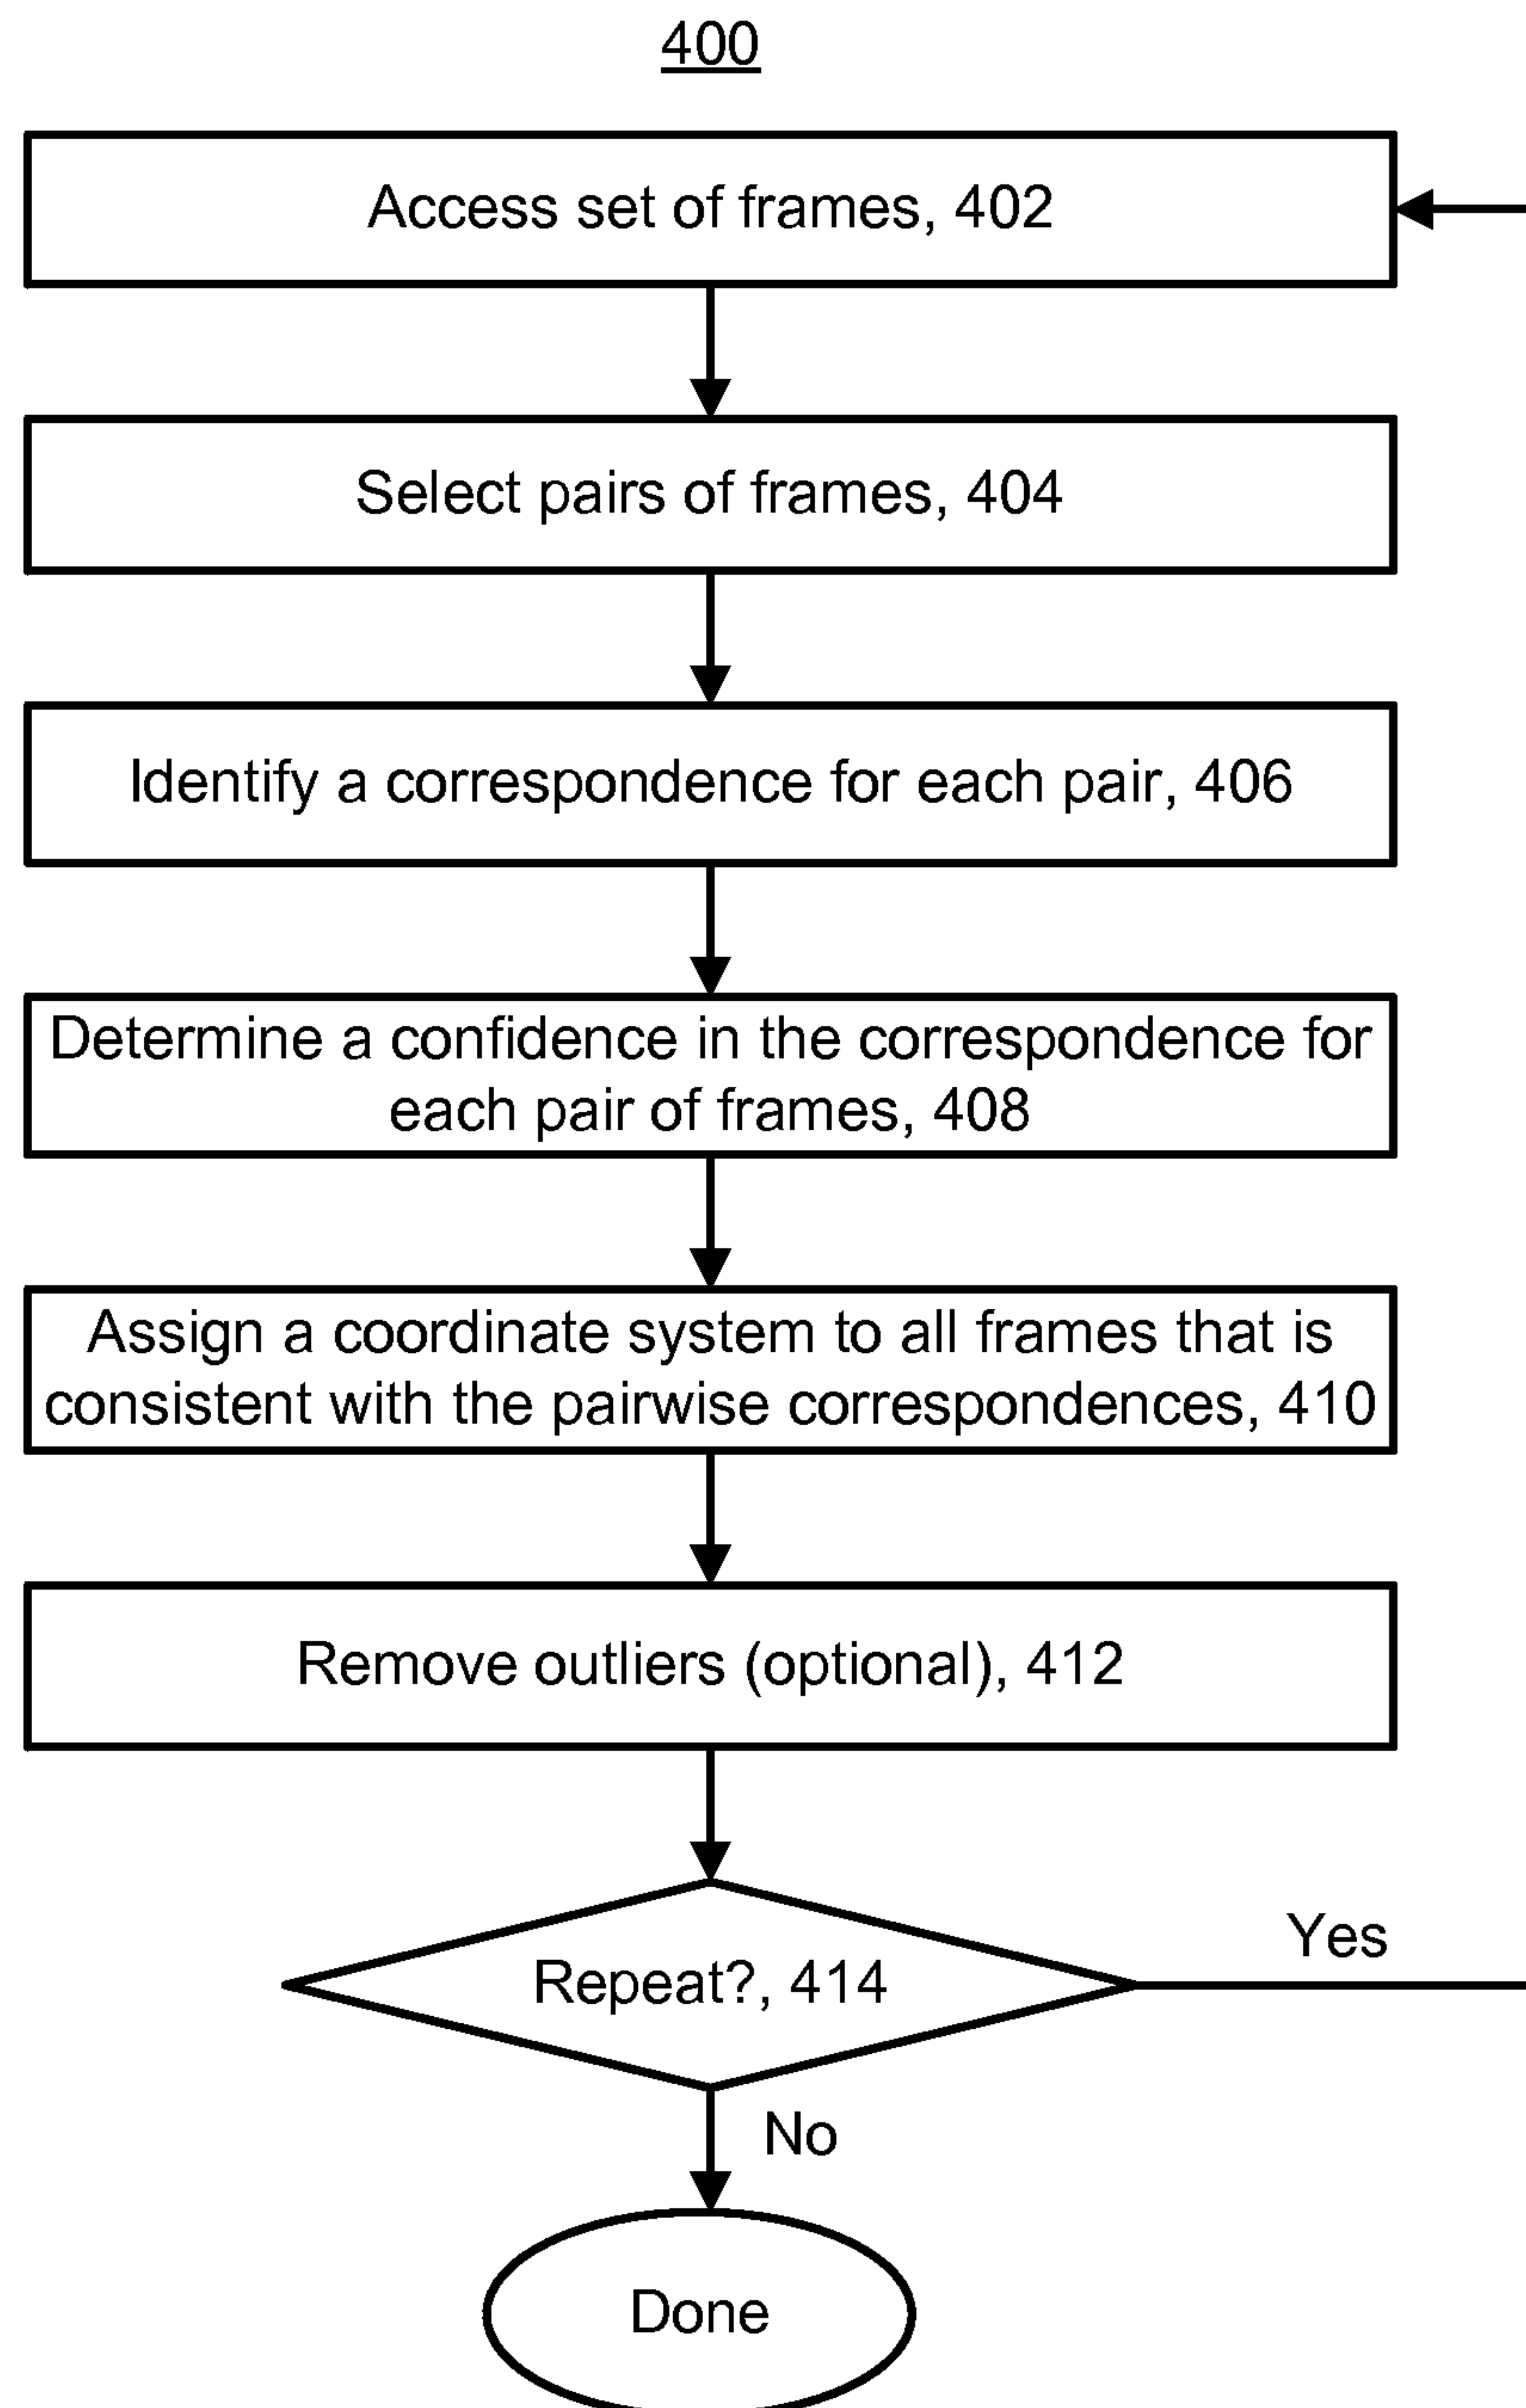 400
Access set of frames, 402
Select pairs of frames, 404
Identify a correspondence for each pair, 406
Determine a confidence in the correspondence for
each pair of frames, 408
Assign a coordinate system to all frames that is
consistent with the pairwise correspondences, 410
Remove outliers (optional), 412
Repeat?, 414
Yes
No
Done